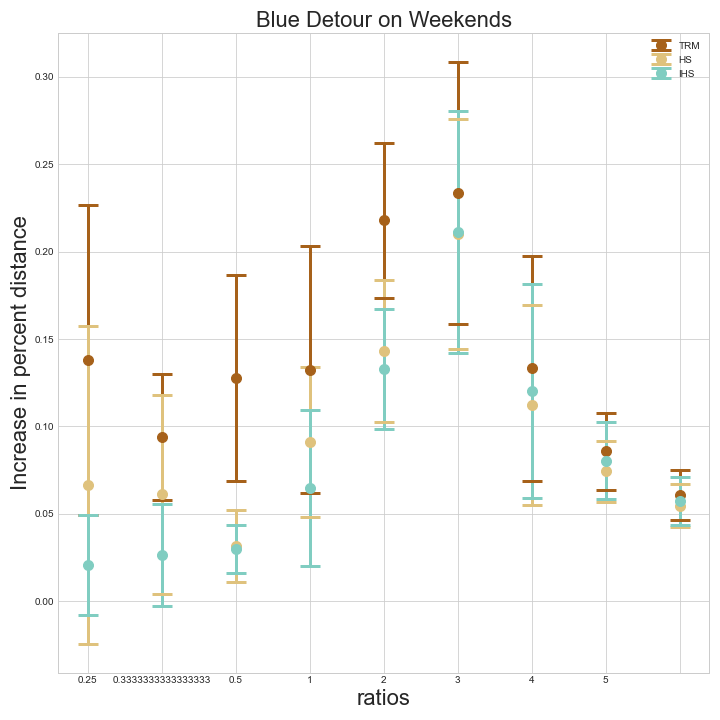 Blue Detour on Weekends
TRM
HS
IHS
Increase in percent distance
0.30
0.25
0.20
0.15
0.10
0.05
0.00
0.25 0.3333333333333333 0.5 1 2 3 4 5
ratios